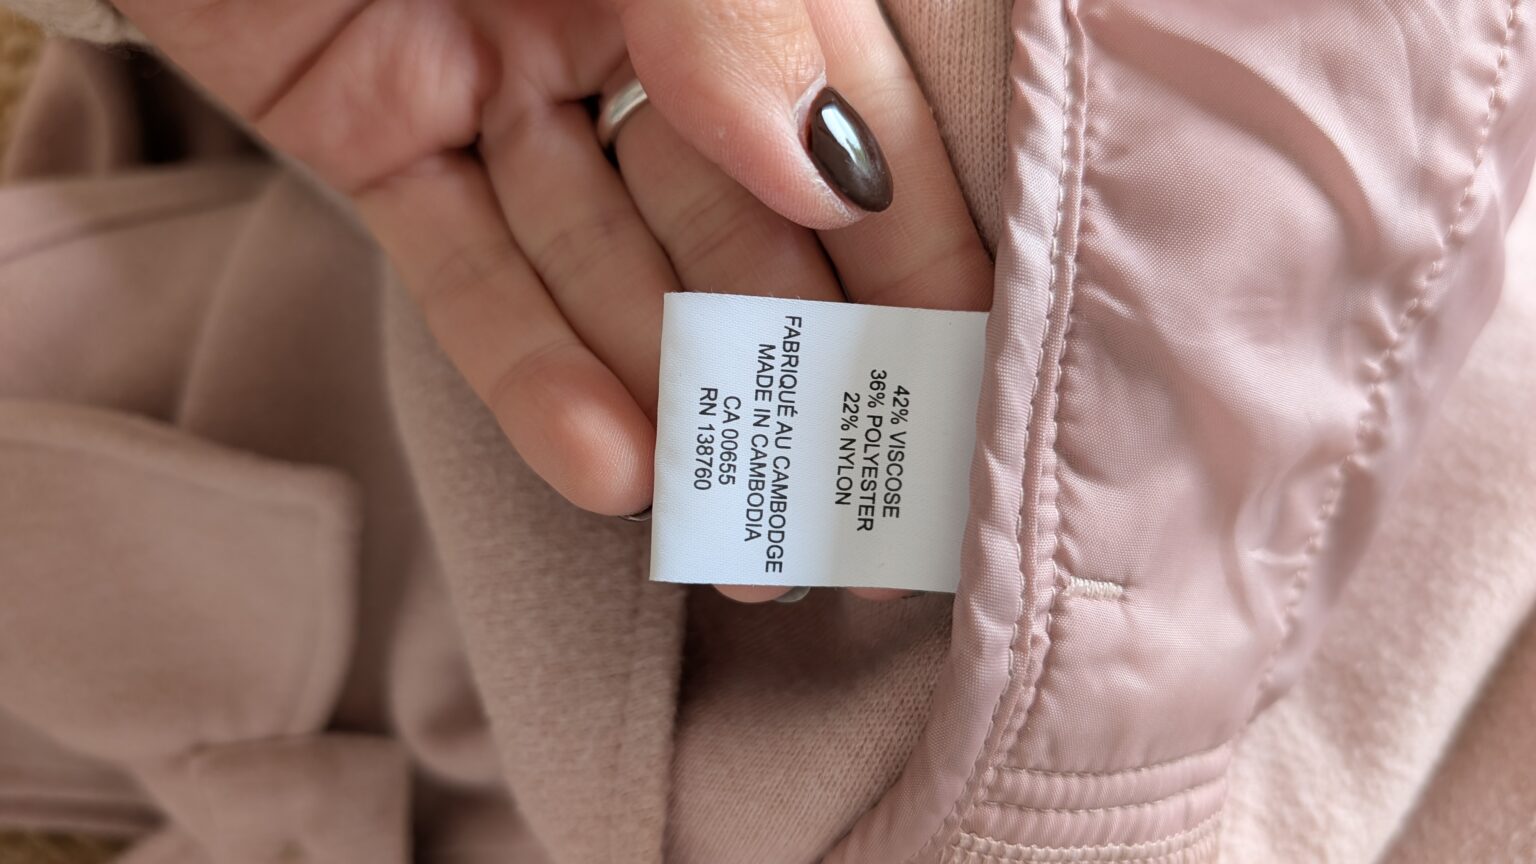 42% VISCOSE
36% POLYESTER
22% NYLON
FABRIQUÉ AU CAMBODGE
MADE IN CAMBODIA
CA 00655
RN 138760